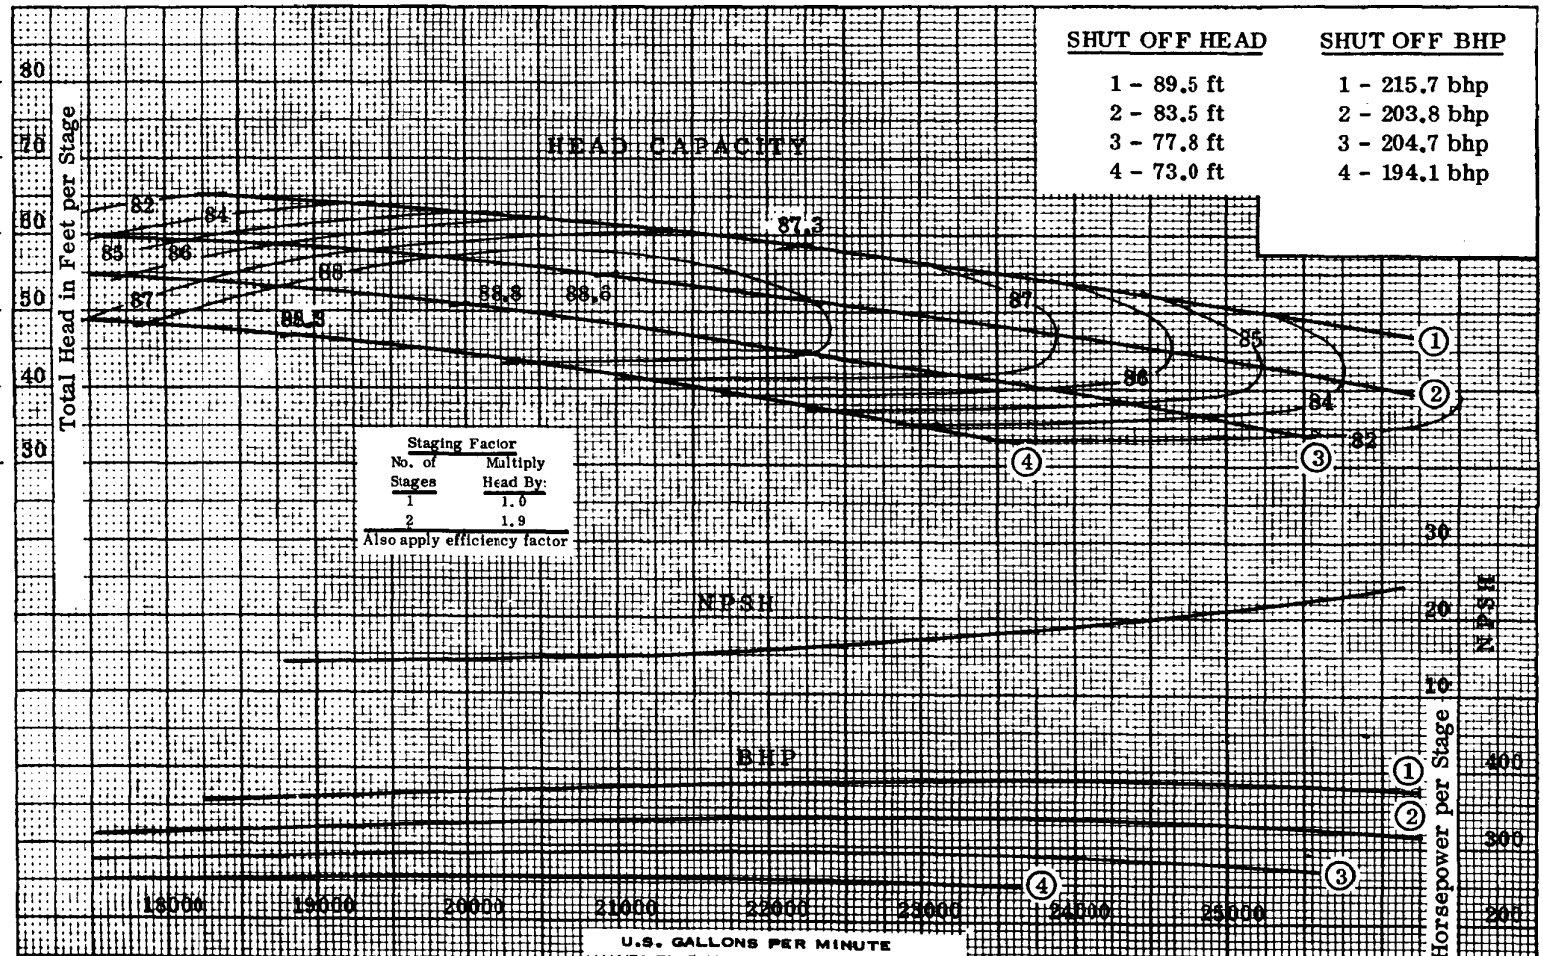 SHUT OFF HEAD
1 - 89.5 ft
2 - 83.5 ft
3 - 77.8 ft
4 - 73.0 ft
SHUT OFF BHP
1 - 215.7 bhp
2 - 203.8 bhp
3 - 204.7 bhp
4 - 194.1 bhp
Total Head in Feet per Stage
80
70
60
50
40
30
HEAD CAPACITY
82
84
85
86
87
88
88.8
88.6
88.5
87.3
87
86
85
84
82
1
2
3
4
Staging Factor
No. of Stages
Multiply Head By:
1 1.0
2 1.9
Also apply efficiency factor
NPSH
30
20
10
NPSH
BHP
1
2
3
4
400
300
200
Horsepower per Stage
18000 19000 20000 21000 22000 23000 24000 25000
U.S. GALLONS PER MINUTE